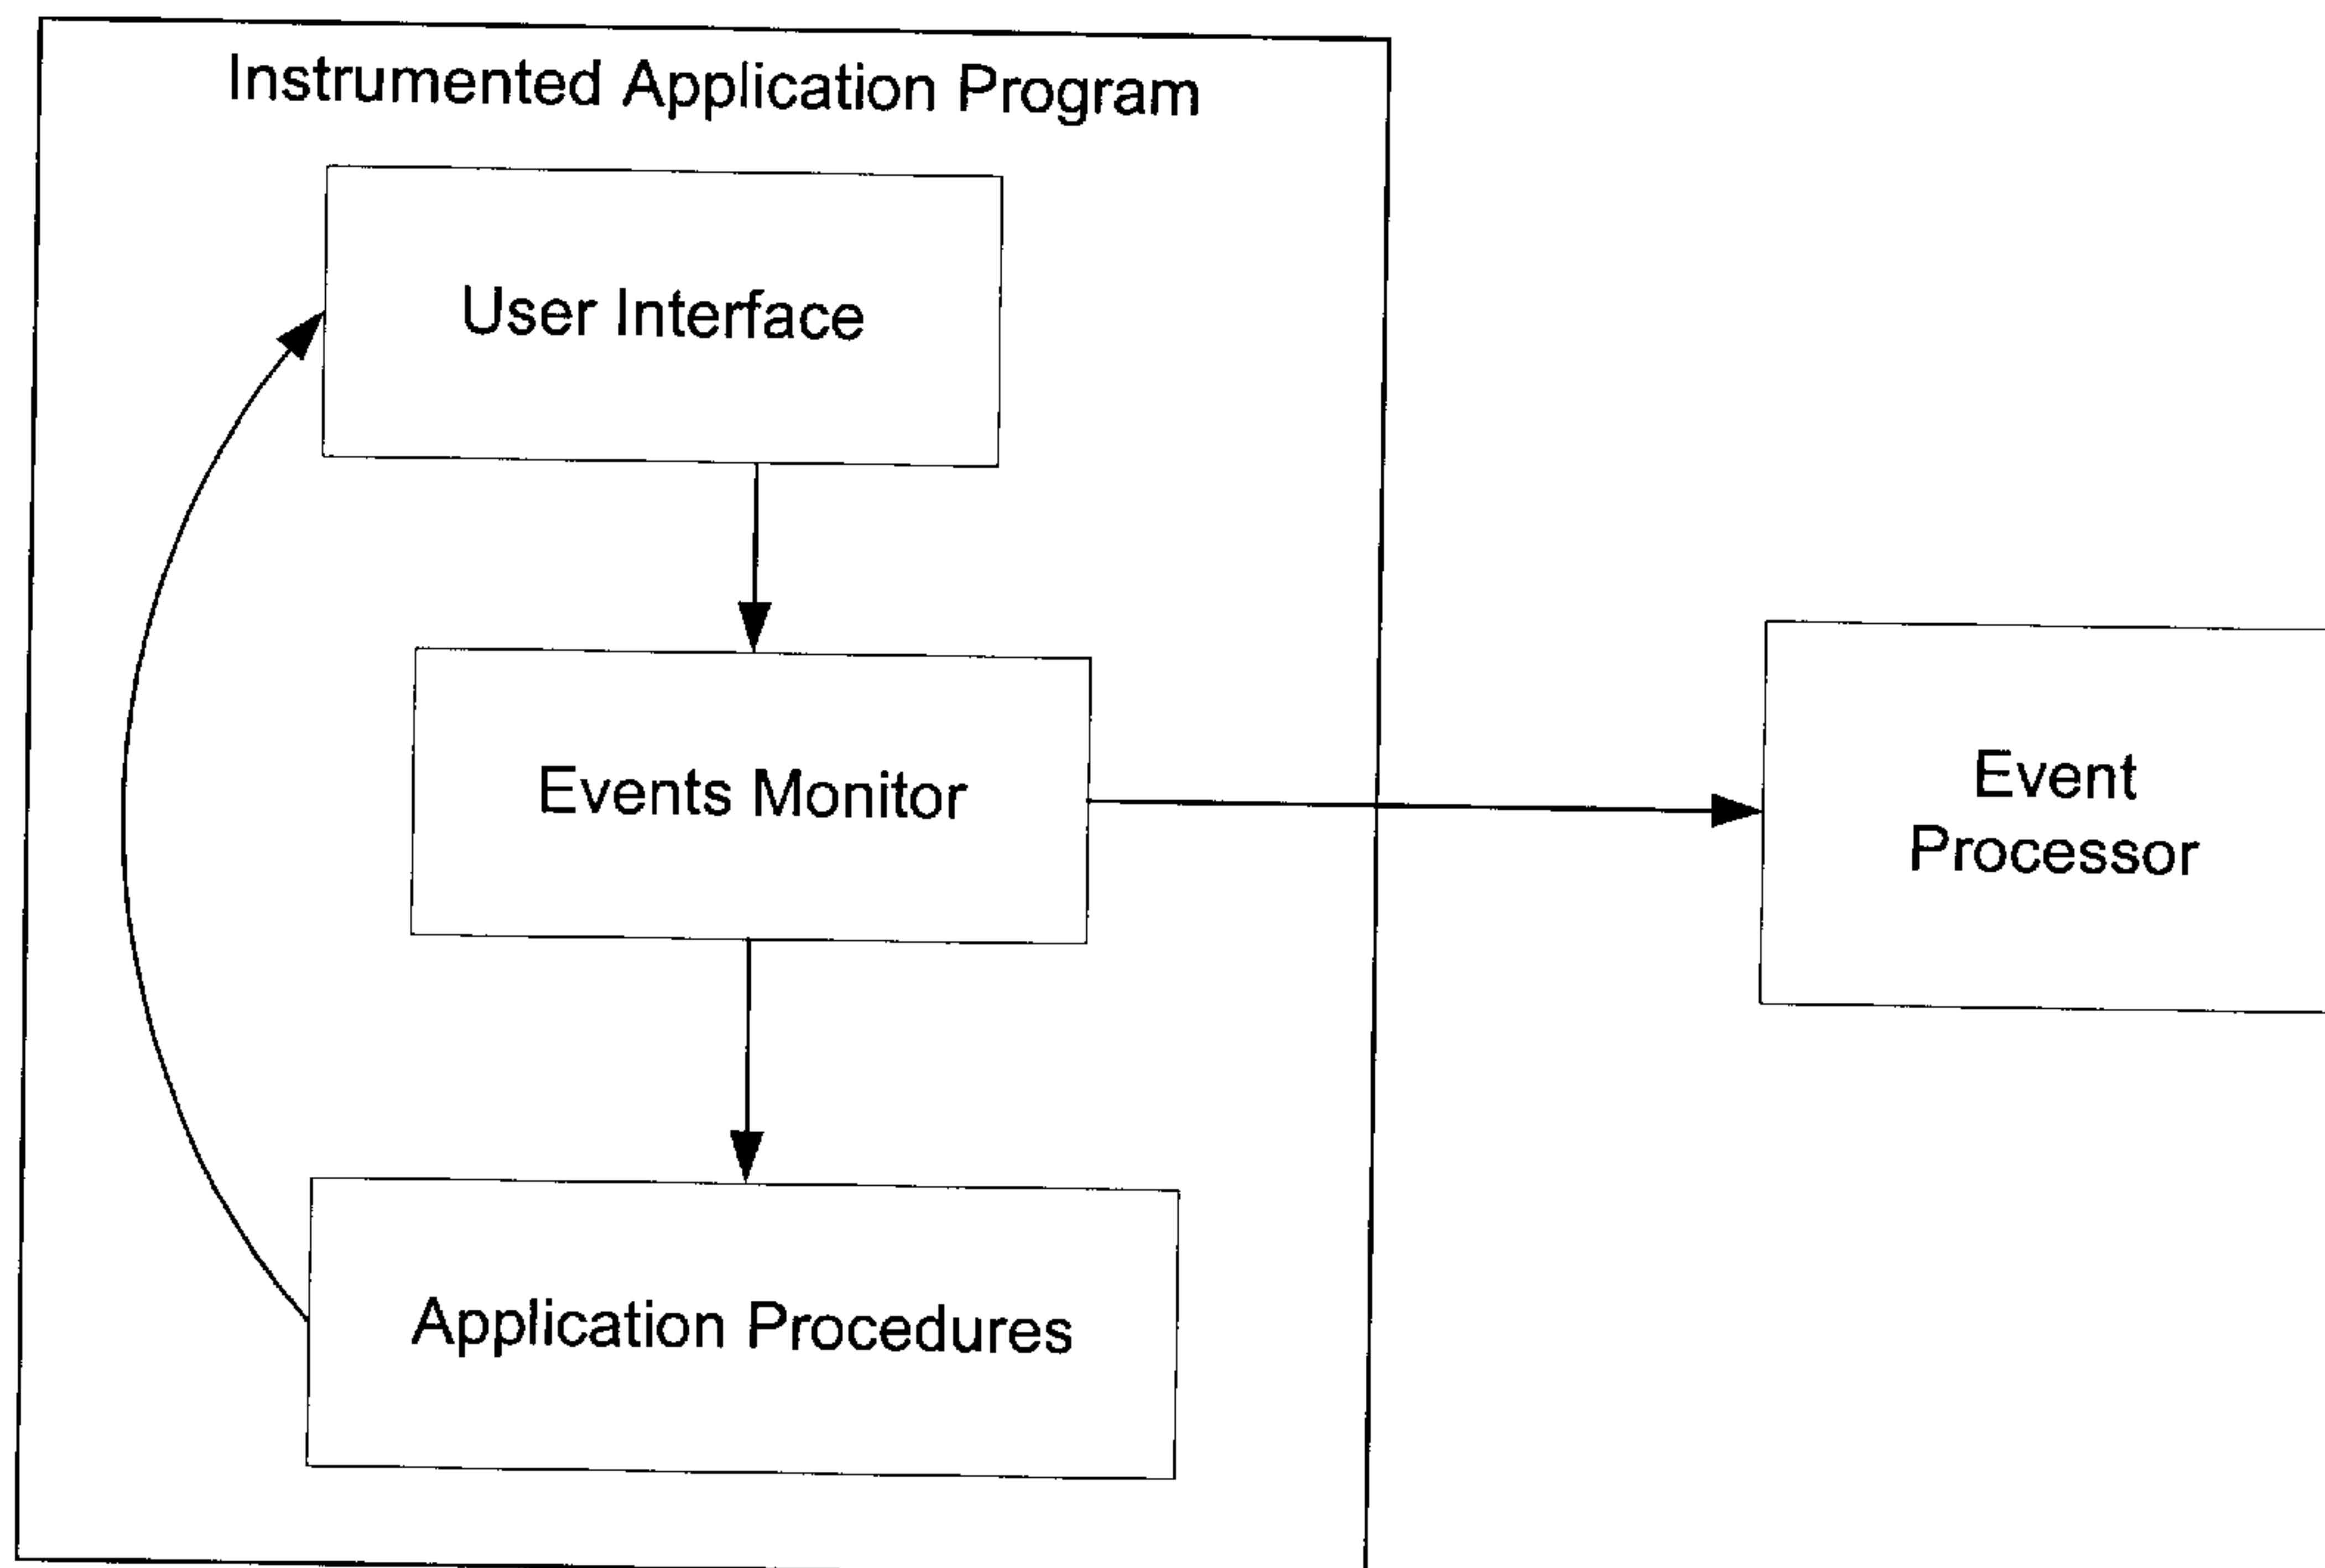 Instrumented Application Program
User Interface
Events Monitor
Event
Processor
Application Procedures